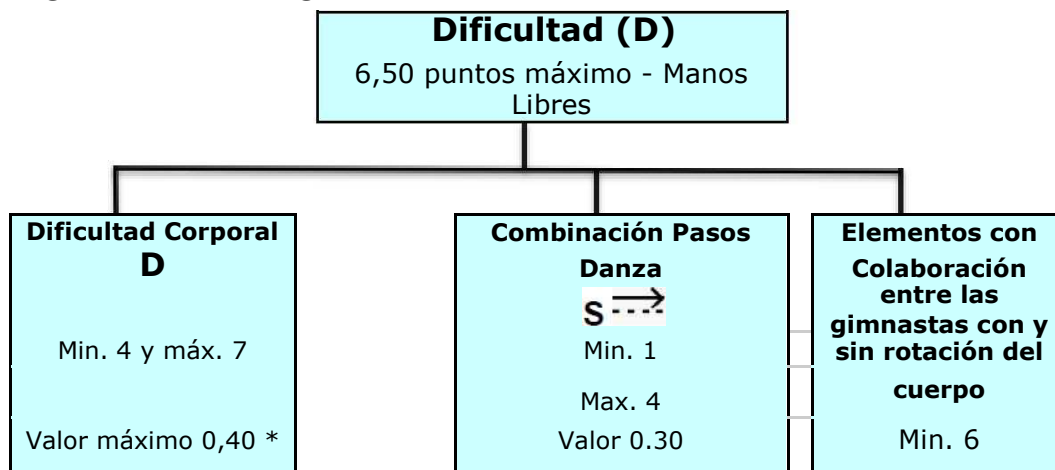 Dificultad (D)
6,50 puntos máximo - Manos
Libres
Dificultad Corporal
D
Min. 4 y máx. 7
Valor máximo 0,40 *
Combinación Pasos
Danza
S
Min. 1
Max. 4
Valor 0.30
Elementos con
Colaboración
entre las
gimnastas con y
sin rotación del
cuerpo
Min. 6